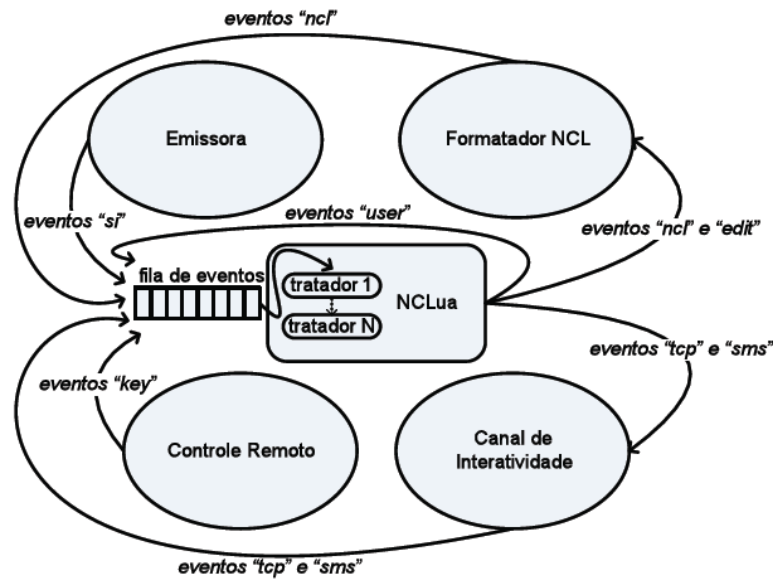 eventos “ncl”
Emissora
Formatador NCL
eventos “si”
eventos “user”
eventos “ncl” e “edit”
fila de eventos
tratador 1
NCLua
tratador N
eventos “tcp” e “sms”
eventos “key”
Controle Remoto
Canal de
Interatividade
eventos “tcp” e “sms”